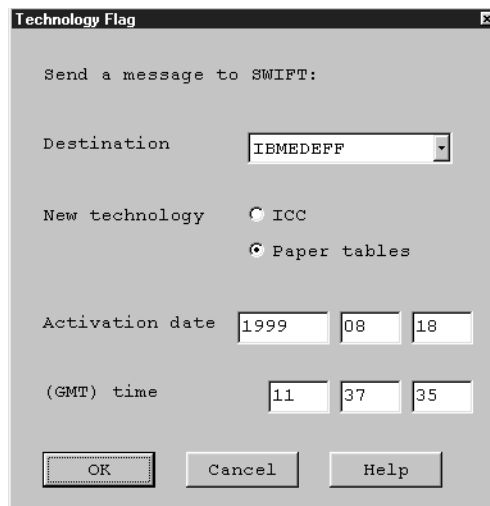 Technology Flag
Send a message to SWIFT:
Destination IBMEDEFF
New technology ICC
Paper tables
Activation date 1999 08 18
(GMT) time 11 37 35
OK Cancel Help